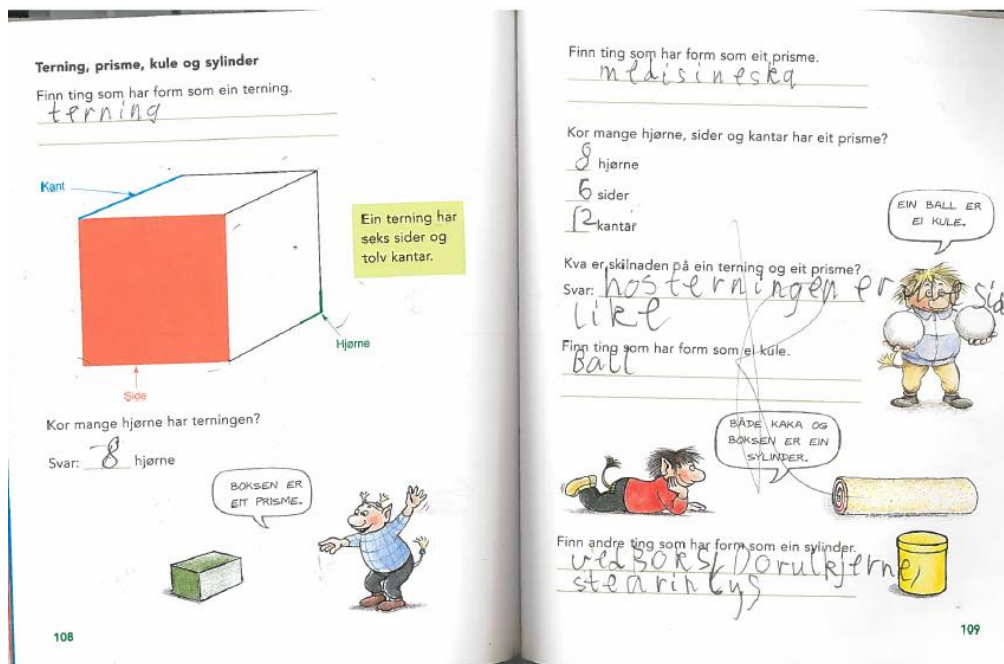 Terning, prisme, kule og sylinder
Finn ting som har form som ein terning.
terning
Kant
Ein terning har
seks sider og
tolv kantar.
Hjørne
Side
Kor mange hjørne har terningen?
Svar: 8 hjørne
BOKSEN ER
EIT PRISME.
108
Finn ting som har form som eit prisme.
medisineska
Kor mange hjørne, sider og kantar har eit prisme?
8 hjørne
6 sider
12 kantar
EIN BALL ER
EI KULE.
Kva er skilnaden på ein terning og eit prisme?
Svar: hos terningen er
like
Finn ting som har form som ei kule.
Ball
BÅDE KAKA OG
BOKSEN ER EIN
SYLINDER.
Finn andre ting som har form som ein sylinder.
vedBoks, Dorulkjerne,
stearinlys
109